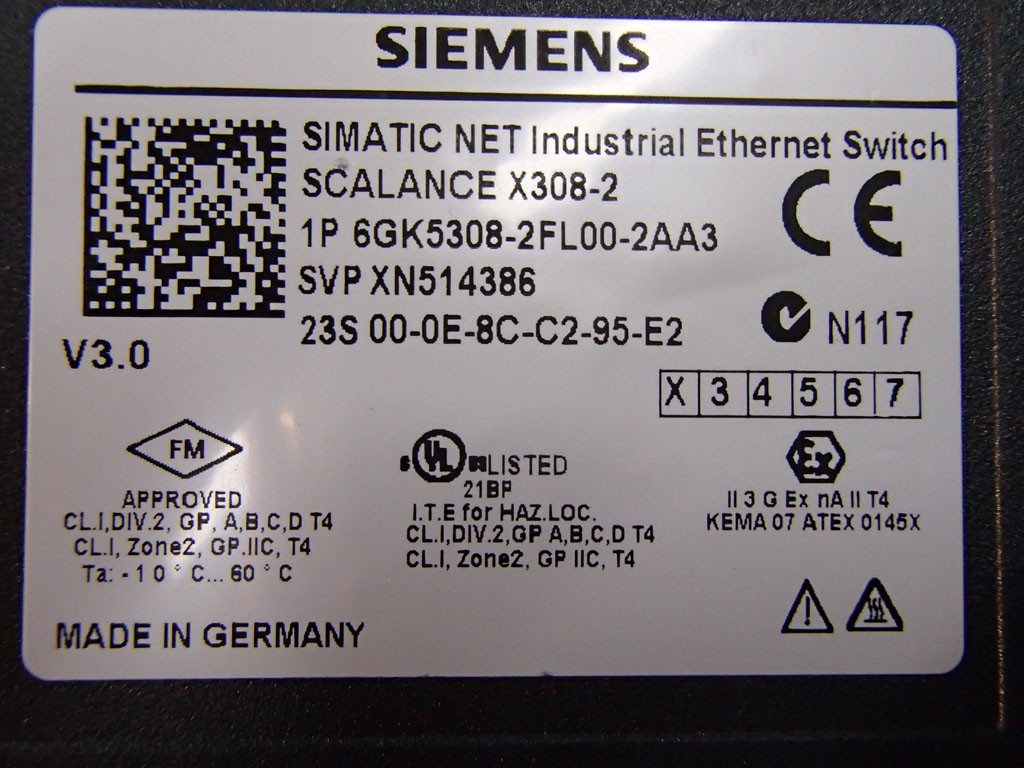 SIEMENS
SIMATIC NET Industrial Ethernet Switch
SCALANCE X308-2
1P 6GK5308-2FL00-2AA3
SVP XN514386
23S 00-0E-8C-C2-95-E2
CE
N117
V3.0
X 3 4 5 6 7
FM
APPROVED
CL.I,DIV.2, GP, A,B,C,D T4
CL.I, Zone2, GP.IIC, T4
Ta: -10°C...60°C
c UL us LISTED
21BP
I.T.E for HAZ.LOC.
CL.I,DIV.2,GP A,B,C,D T4
CL.I, Zone2, GP IIC, T4
Ex
II 3 G Ex nA II T4
KEMA 07 ATEX 0145X
MADE IN GERMANY